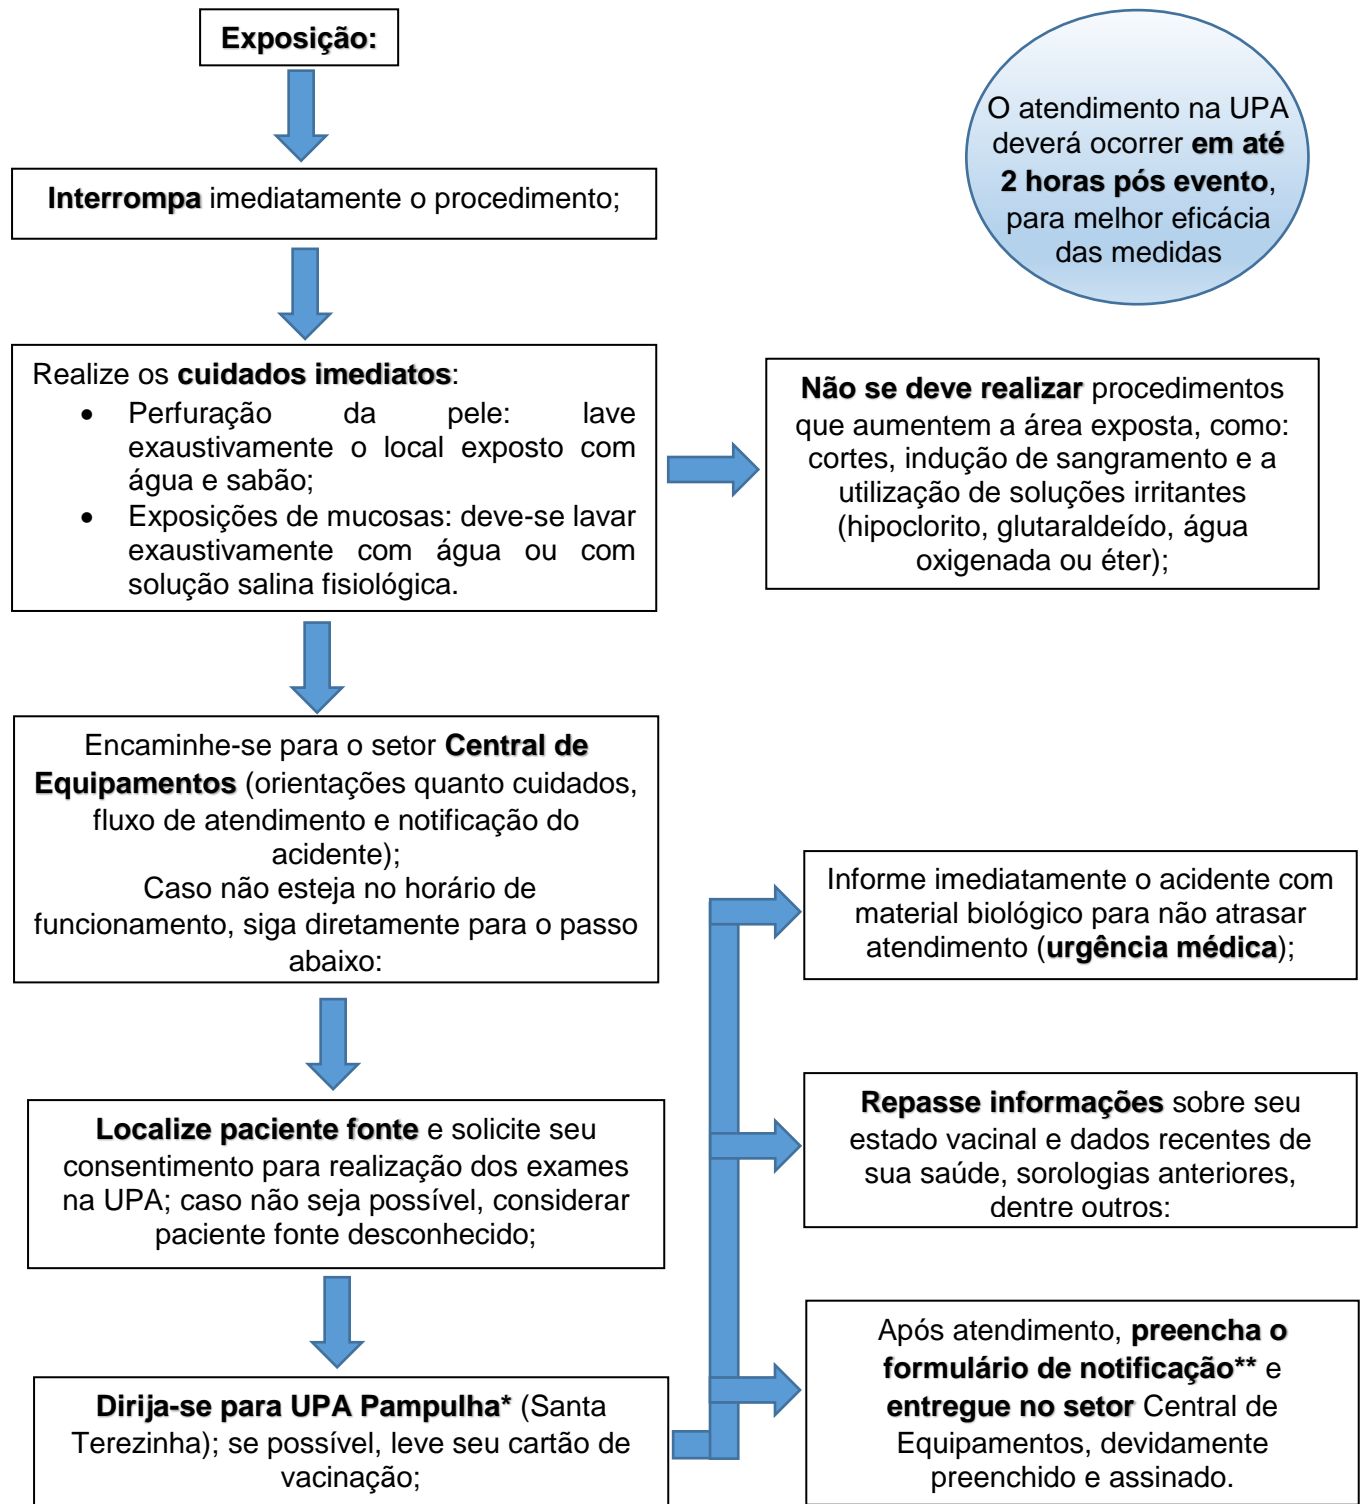 Exposição:
O atendimento na UPA
deverá ocorrer em até
2 horas pós evento,
para melhor eficácia
das medidas
Interrompa imediatamente o procedimento;
Realize os cuidados imediatos:
• Perfuração da pele: lave
exaustivamente o local exposto com
água e sabão;
• Exposições de mucosas: deve-se lavar
exaustivamente com água ou com
solução salina fisiológica.
Não se deve realizar procedimentos
que aumentem a área exposta, como:
cortes, indução de sangramento e a
utilização de soluções irritantes
(hipoclorito, glutaraldeído, água
oxigenada ou éter);
Encaminhe-se para o setor Central de
Equipamentos (orientações quanto cuidados,
fluxo de atendimento e notificação do
acidente);
Caso não esteja no horário de
funcionamento, siga diretamente para o passo
abaixo:
Localize paciente fonte e solicite seu
consentimento para realização dos exames
na UPA; caso não seja possível, considerar
paciente fonte desconhecido;
Dirija-se para UPA Pampulha* (Santa
Terezinha); se possível, leve seu cartão de
vacinação;
Informe imediatamente o acidente com
material biológico para não atrasar
atendimento (urgência médica);
Repasse informações sobre seu
estado vacinal e dados recentes de
sua saúde, sorologias anteriores,
dentre outros:
Após atendimento, preencha o
formulário de notificação** e
entregue no setor Central de
Equipamentos, devidamente
preenchido e assinado.